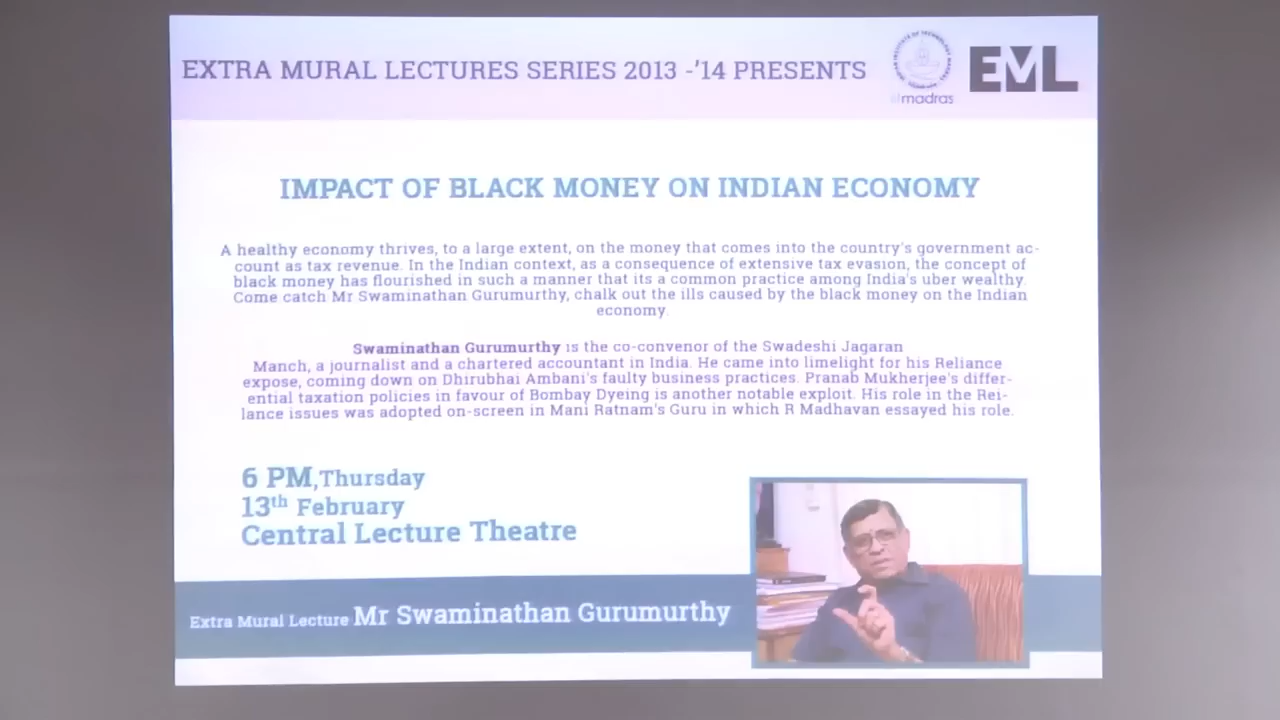 EXTRA MURAL LECTURES SERIES 2013 -'14 PRESENTS
EML
madras
IMPACT OF BLACK MONEY ON INDIAN ECONOMY
A healthy economy thrives, to a large extent, on the money that comes into the country's government ac-
count as tax revenue. In the Indian context, as a consequence of extensive tax evasion, the concept of
black money has flourished in such a manner that its a common practice among India's uber wealthy.
Come catch Mr Swaminathan Gurumurthy, chalk out the ills caused by the black money on the Indian
economy.
Swaminathan Gurumurthy is the co-convenor of the Swadeshi Jagaran
Manch, a journalist and a chartered accountant in India. He came into limelight for his Reliance
expose, coming down on Dhirubhai Ambani's faulty business practices. Pranab Mukherjee's differ-
ential taxation policies in favour of Bombay Dyeing is another notable exploit. His role in the Rei-
liance issues was adopted on-screen in Mani Ratnam's Guru in which R Madhavan essayed his role.
6 PM,Thursday
13th February
Central Lecture Theatre
Extra Mural Lecture Mr Swaminathan Gurumurthy